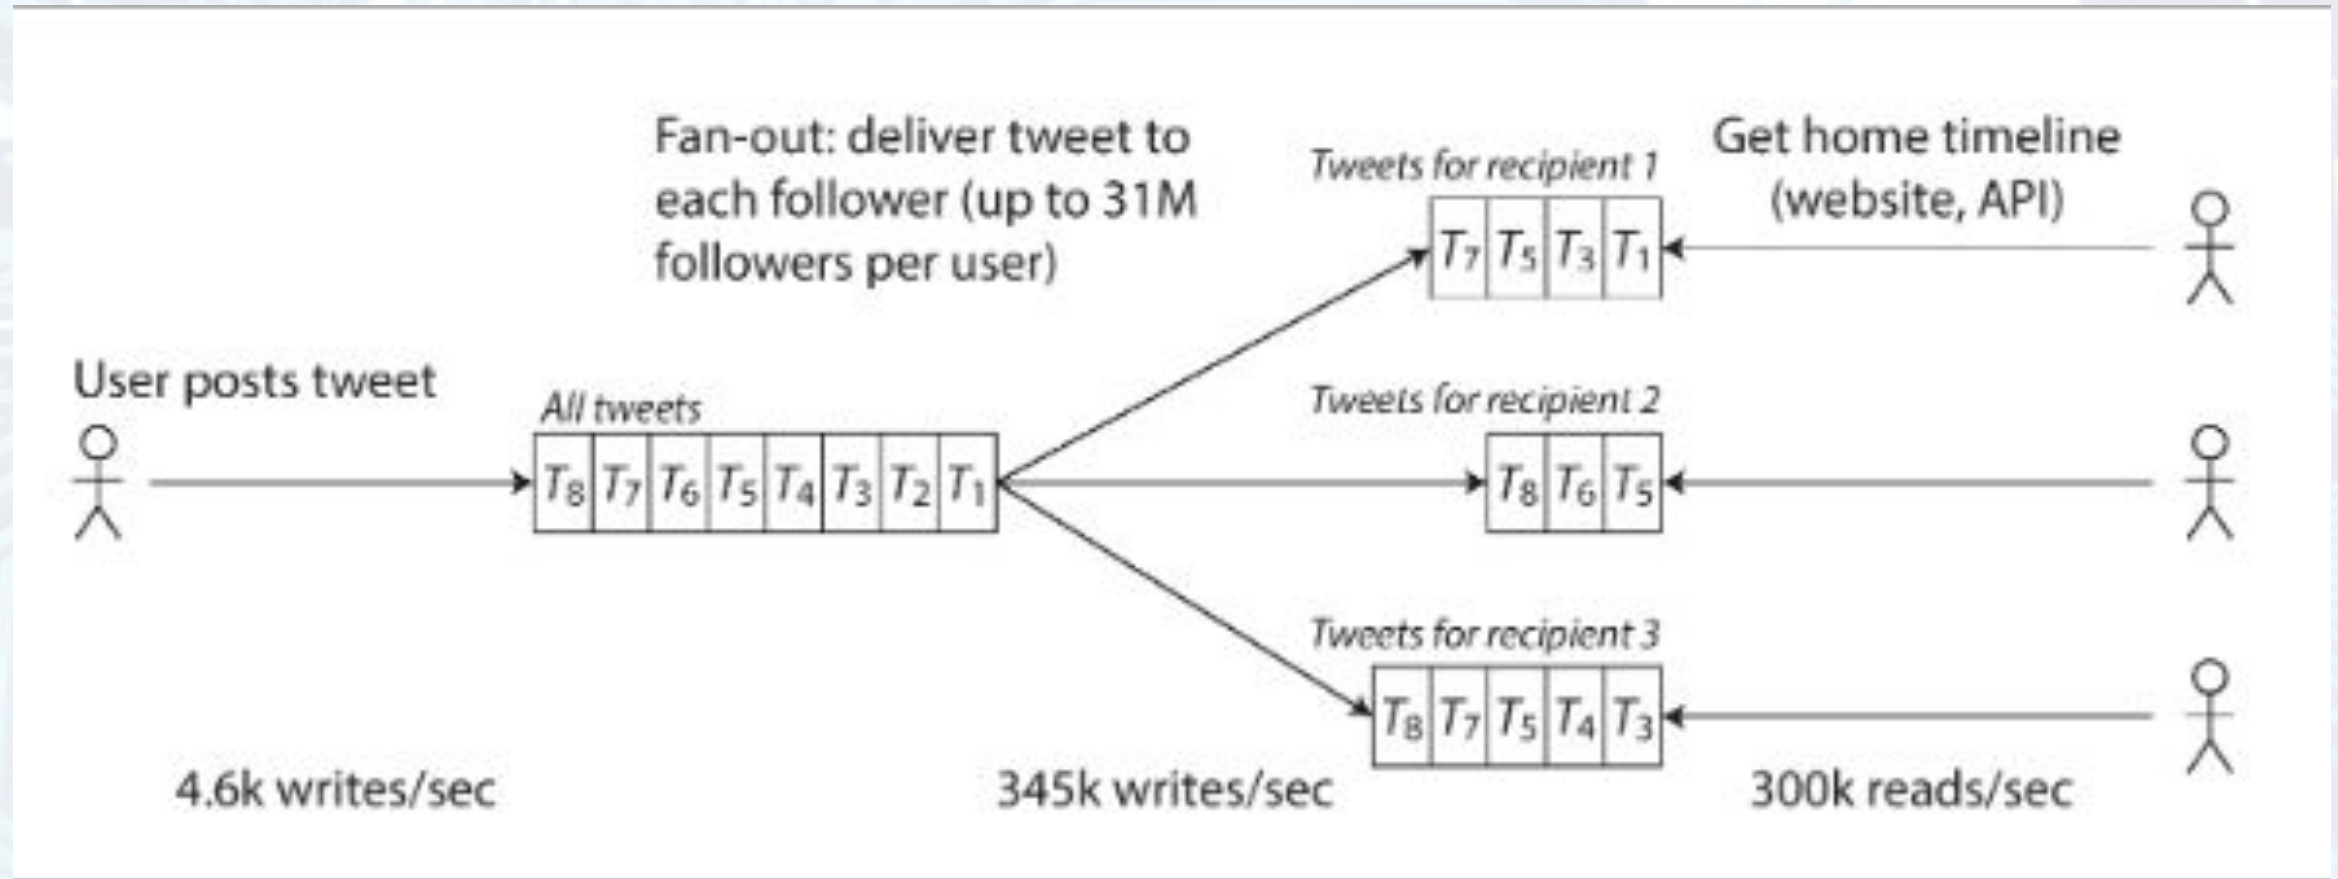 Fan-out: deliver tweet to
each follower (up to 31M
followers per user)
Tweets for recipient 1
Get home timeline
(website, API)
T7 T5 T3 T1
User posts tweet
All tweets
T8 T7 T6 T5 T4 T3 T2 T1
Tweets for recipient 2
T8 T6 T5
Tweets for recipient 3
T8 T7 T5 T4 T3
4.6k writes/sec
345k writes/sec
300k reads/sec